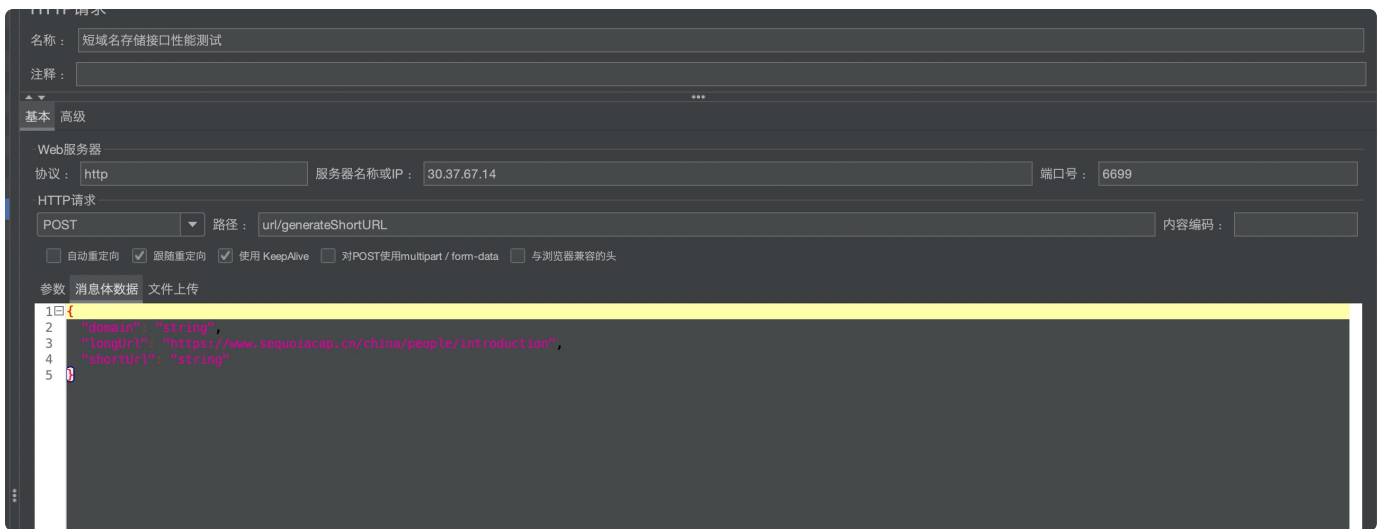 HTTP请求
名称： 短域名存储接口性能测试
注释：
基本 高级
Web服务器
协议： http 服务器名称或IP： 30.37.67.14 端口号： 6699
HTTP请求
POST 路径： url/generateShortURL 内容编码：
自动重定向 跟随重定向 使用 KeepAlive 对POST使用multipart / form-data 与浏览器兼容的头
参数 消息体数据 文件上传
1 {
2 "domain": "string",
3 "longUrl": "https://www.sequoiacap.cn/china/people/introduction",
4 "shortUrl": "string"
5 }